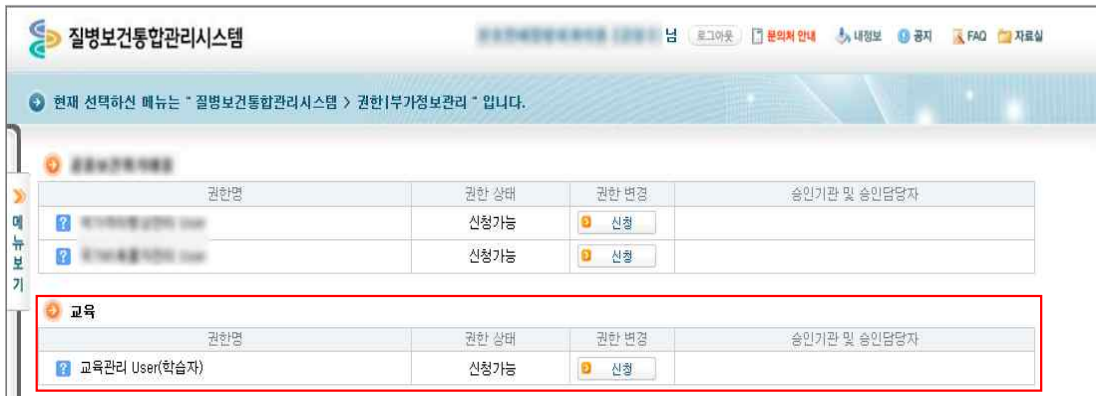 질병보건통합관리시스템
님 로그아웃 문의처 안내 내정보 공지 FAQ 자료실
현재 선택하신 메뉴는 " 질병보건통합관리시스템 > 권한|부가정보관리 " 입니다.
메뉴보기
권한명 권한 상태 권한 변경 승인기관 및 승인담당자
신청가능 신청
신청가능 신청
교육
권한명 권한 상태 권한 변경 승인기관 및 승인담당자
교육관리 User(학습자) 신청가능 신청